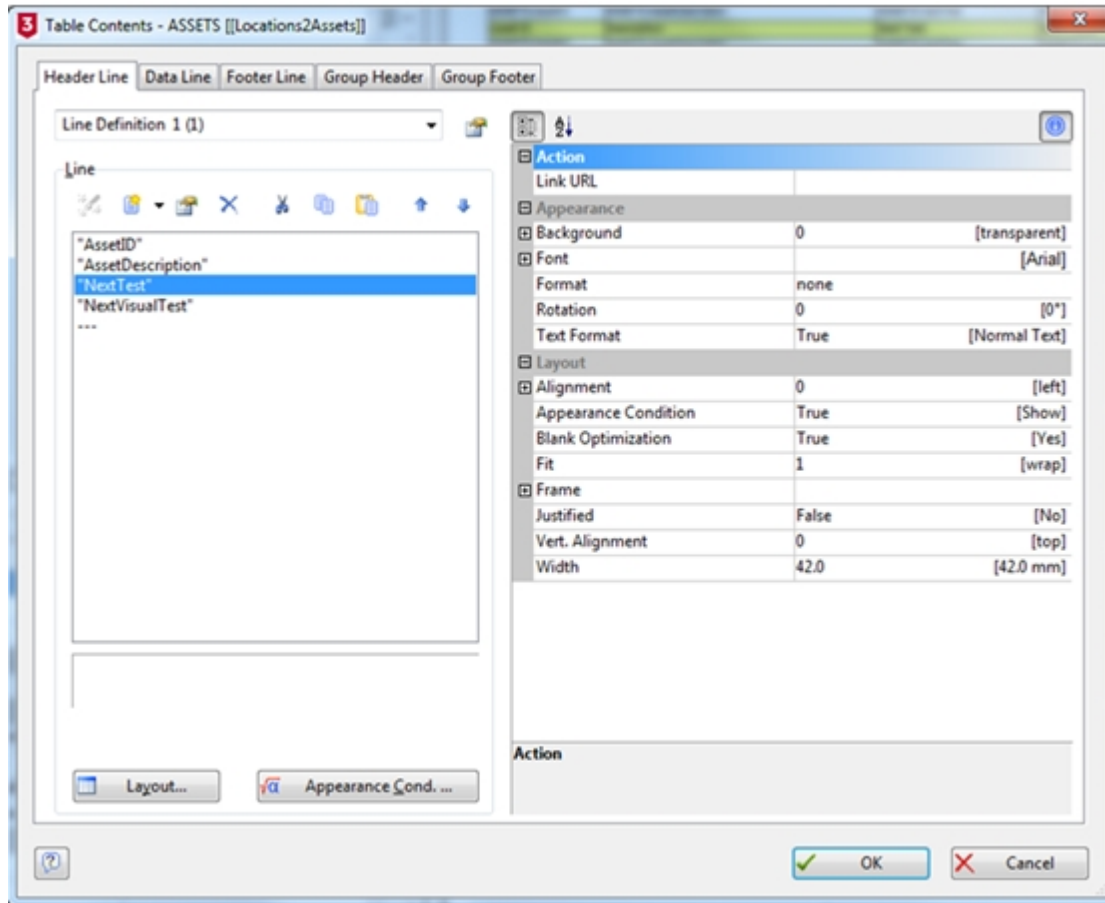 3 Table Contents - ASSETS [[Locations2Assets]]
Header Line Data Line Footer Line Group Header Group Footer
Line Definition 1 (1)
Line
"AssetID"
"AssetDescription"
"NextTest"
"NextVisualTest"
---
Layout...
Appearance Cond. ...
Action
Link URL
Appearance
Background 0 [transparent]
Font [Arial]
Format none
Rotation 0 [0°]
Text Format True [Normal Text]
Layout
Alignment 0 [left]
Appearance Condition True [Show]
Blank Optimization True [Yes]
Fit 1 [wrap]
Frame
Justified False [No]
Vert. Alignment 0 [top]
Width 42.0 [42.0 mm]
Action
OK Cancel